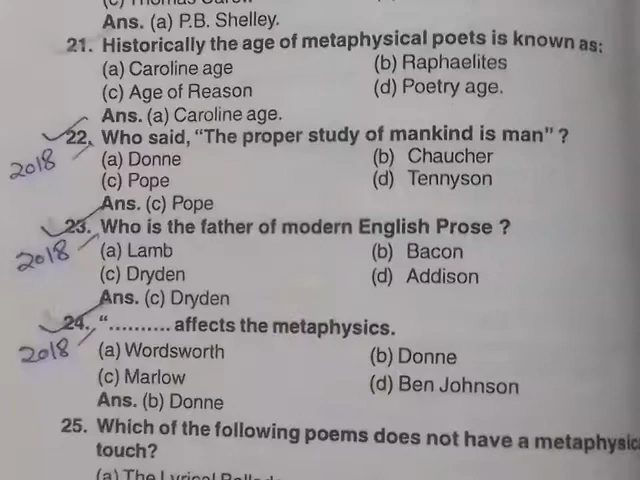 Ans. (a) P.B. Shelley.
21. Historically the age of metaphysical poets is known as:
(a) Caroline age (b) Raphaelites
(c) Age of Reason (d) Poetry age.
Ans. (a) Caroline age.
22. Who said, “The proper study of mankind is man” ?
2018 (a) Donne (b) Chaucher
(c) Pope (d) Tennyson
Ans. (c) Pope
23. Who is the father of modern English Prose ?
2018 (a) Lamb (b) Bacon
(c) Dryden (d) Addison
Ans. (c) Dryden
24. “.......... affects the metaphysics.
2018 (a) Wordsworth (b) Donne
(c) Marlow (d) Ben Johnson
Ans. (b) Donne
25. Which of the following poems does not have a
touch?
(a) The Lyrical